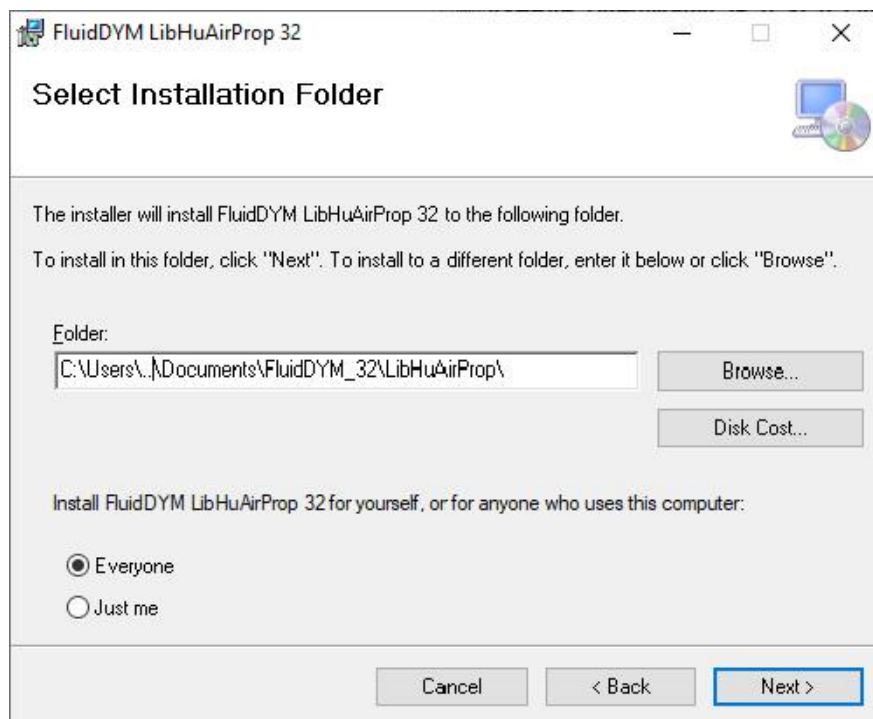 FluidDYM LibHuAirProp 32
Select Installation Folder
The installer will install FluidDYM LibHuAirProp 32 to the following folder.
To install in this folder, click "Next". To install to a different folder, enter it below or click "Browse".
Folder:
C:\Users\..\Documents\FluidDYM_32\LibHuAirProp\
Browse...
Disk Cost...
Install FluidDYM LibHuAirProp 32 for yourself, or for anyone who uses this computer:
Everyone
Just me
Cancel
< Back
Next >